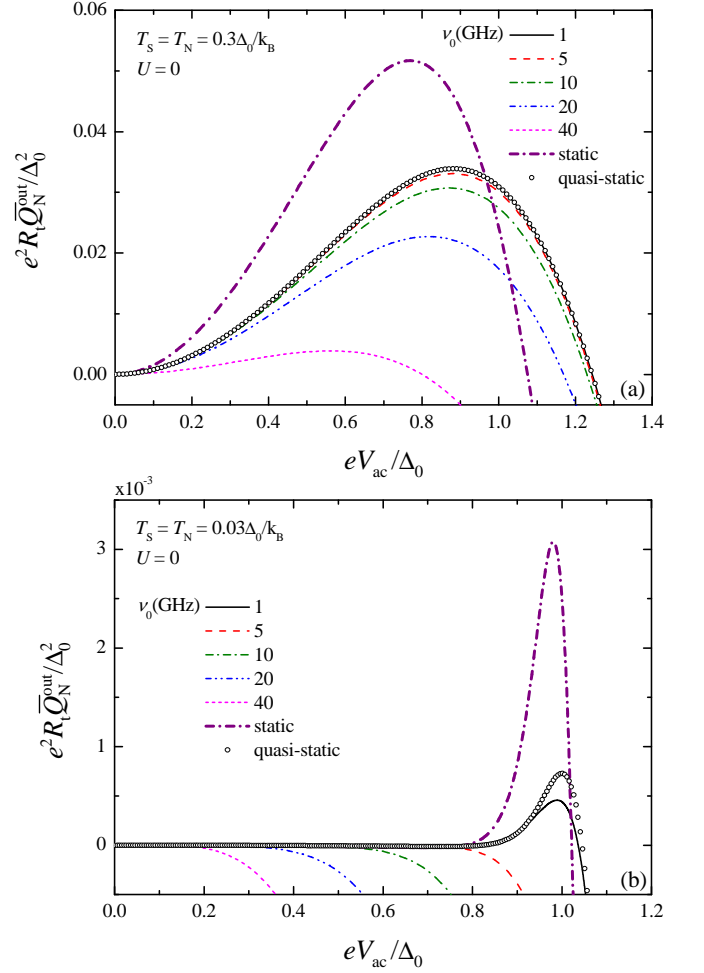 0.06
T_S = T_N = 0.3Δ_0/k_B
U = 0
ν_0(GHz) 1
5
10
20
40
static
quasi-static
0.04
0.02
0.00
e^2 R_t Q̅_N^out/Δ_0^2
(a)
0.0 0.2 0.4 0.6 0.8 1.0 1.2 1.4
eV_ac/Δ_0
x10^-3
T_S = T_N = 0.03Δ_0/k_B
U = 0
3
2
1
0
ν_0(GHz) 1
5
10
20
40
static
quasi-static
e^2 R_t Q̅_N^out/Δ_0^2
(b)
0.0 0.2 0.4 0.6 0.8 1.0 1.2
eV_ac/Δ_0